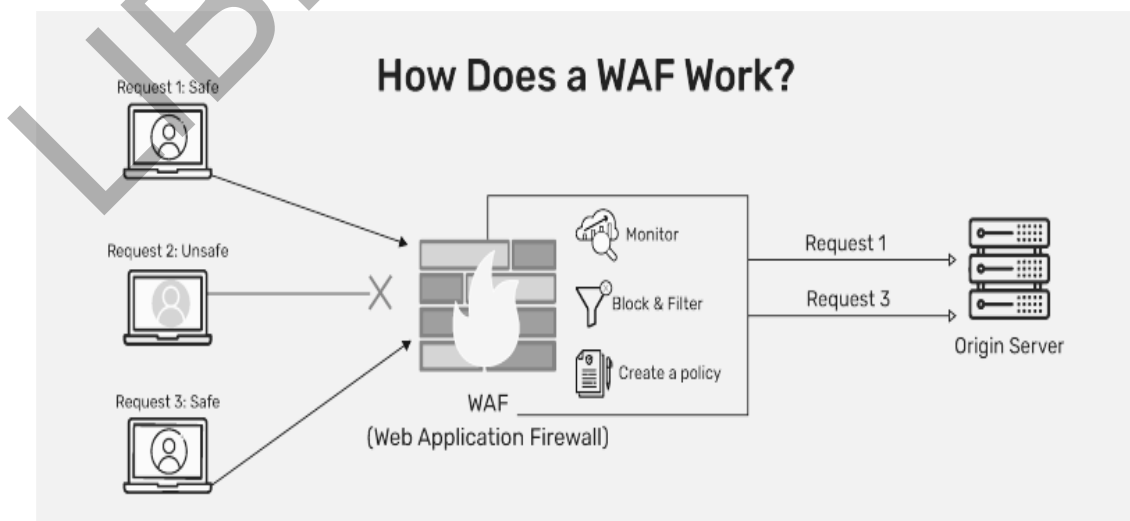 How Does a WAF Work?
Request 1: Safe
Request 2: Unsafe
Request 3: Safe
Monitor
Block & Filter
Create a policy
WAF
(Web Application Firewall)
Request 1
Request 3
Origin Server